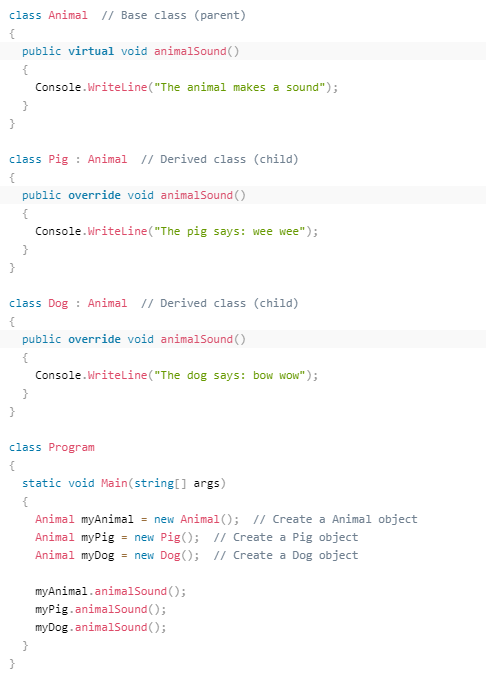 class Animal  // Base class (parent)
{
  public virtual void animalSound()
  {
    Console.WriteLine("The animal makes a sound");
  }
}

class Pig : Animal  // Derived class (child)
{
  public override void animalSound()
  {
    Console.WriteLine("The pig says: wee wee");
  }
}

class Dog : Animal  // Derived class (child)
{
  public override void animalSound()
  {
    Console.WriteLine("The dog says: bow wow");
  }
}

class Program
{
  static void Main(string[] args)
  {
    Animal myAnimal = new Animal();  // Create a Animal object
    Animal myPig = new Pig();  // Create a Pig object
    Animal myDog = new Dog();  // Create a Dog object

    myAnimal.animalSound();
    myPig.animalSound();
    myDog.animalSound();
  }
}